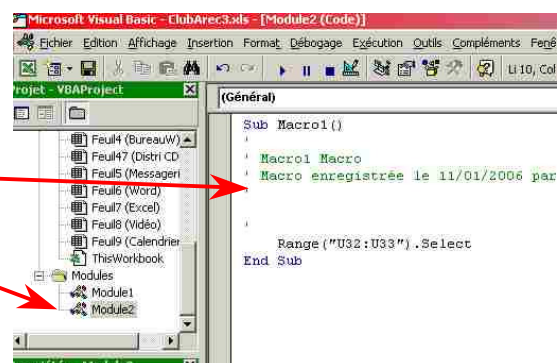 Microsoft Visual Basic - ClubArec3.xls - [Module2 (Code)]
Fichier Edition Affichage Insertion Format Débogage Exécution Outils Compléments Fenê
Li 10, Col
rojet - VBAProject
(Général)
Feuil4 (BureauW)
Feuil47 (Distri CD
Feuil5 (Messageri
Feuil6 (Word)
Feuil7 (Excel)
Feuil8 (Vidéo)
Feuil9 (Calendrier
ThisWorkbook
Modules
Module1
Module2
Sub Macro1()
'
' Macro1 Macro
' Macro enregistrée le 11/01/2006 par
'
'
Range("U32:U33").Select
End Sub